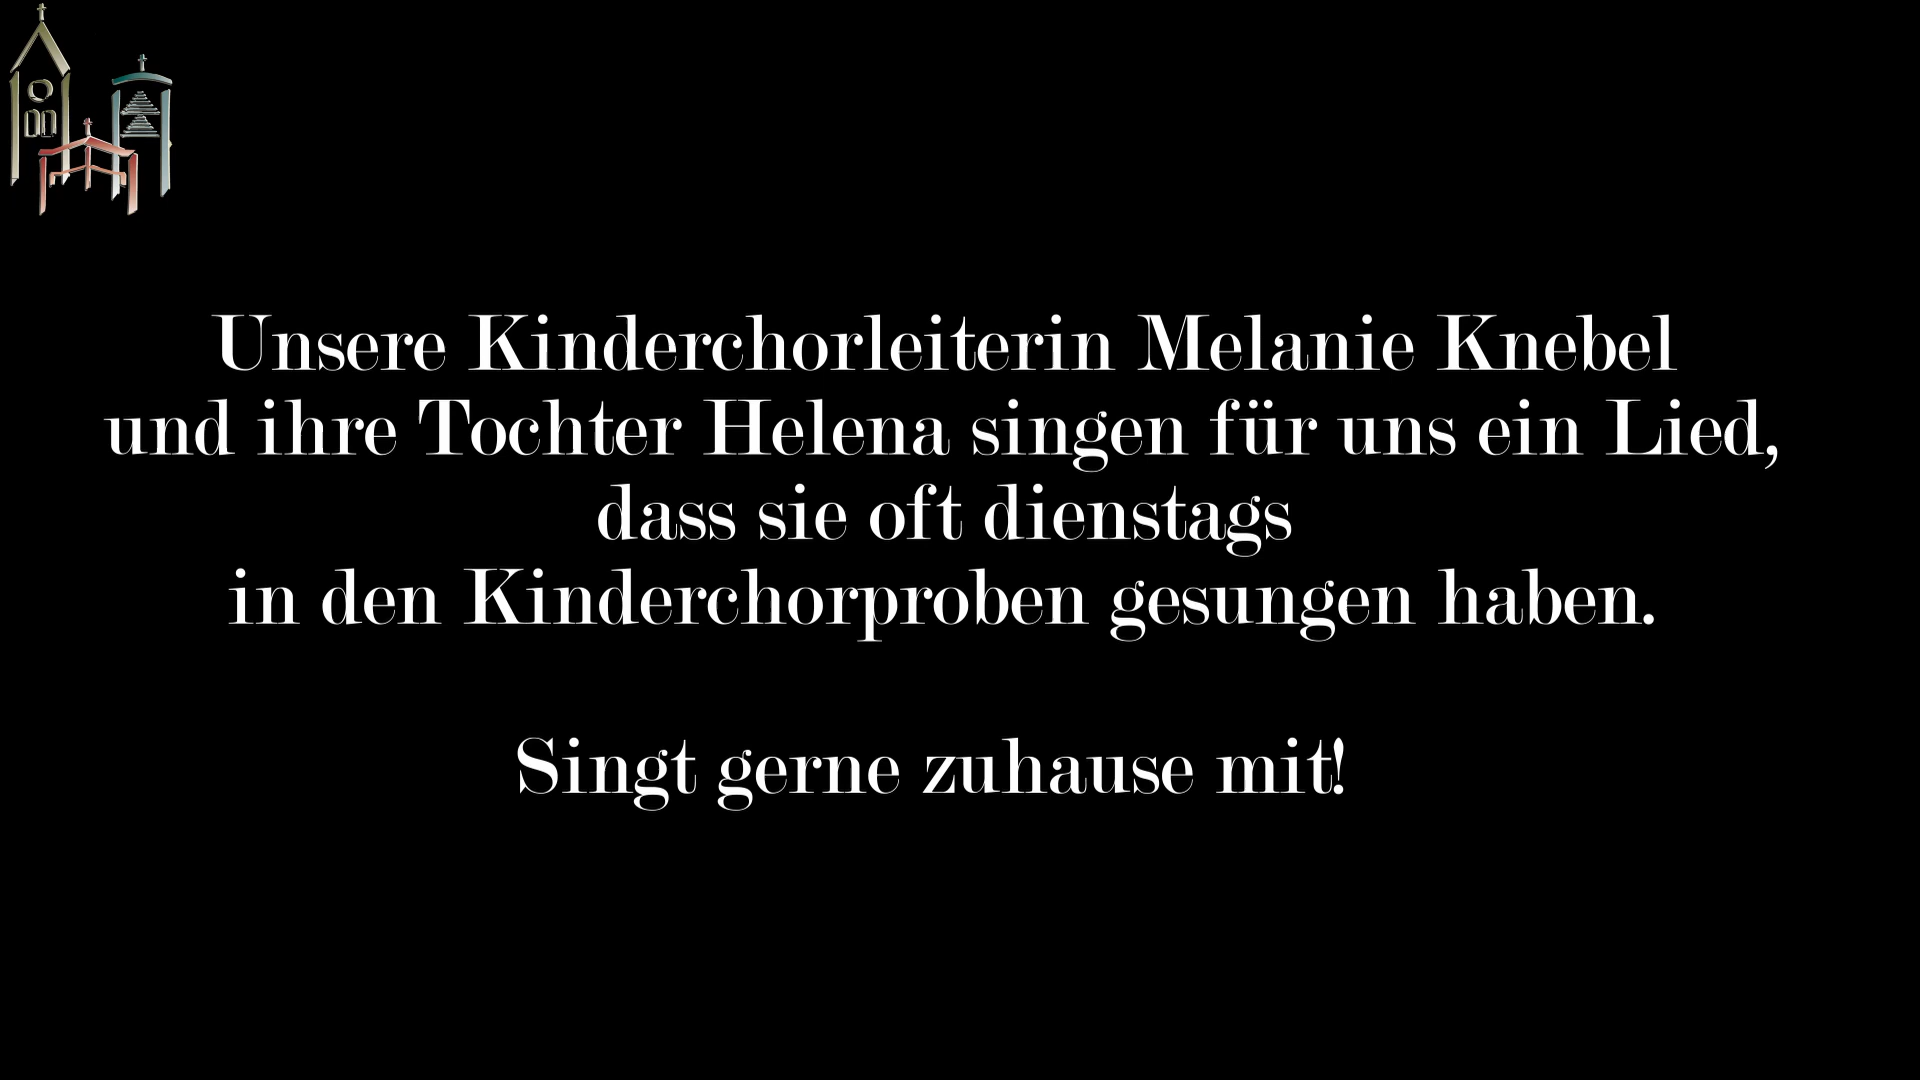 Unsere Kinderchorleiterin Melanie Knebel
und ihre Tochter Helena singen für uns ein Lied,
dass sie oft dienstags
in den Kinderchorproben gesungen haben.
Singt gerne zuhause mit!